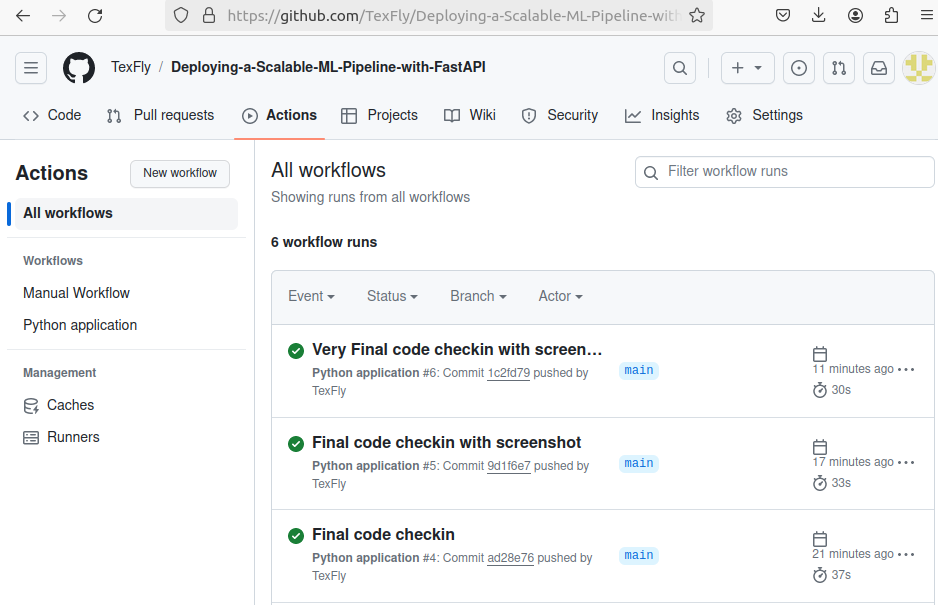 https://github.com/TexFly/Deploying-a-Scalable-ML-Pipeline-with
TexFly / Deploying-a-Scalable-ML-Pipeline-with-FastAPI
Code Pull requests Actions Projects Wiki Security Insights Settings
Actions
New workflow
All workflows
Workflows
Manual Workflow
Python application
Management
Caches
Runners
All workflows
Showing runs from all workflows
Filter workflow runs
6 workflow runs
Event Status Branch Actor
Very Final code checkin with screen…
Python application #6: Commit 1c2fd79 pushed by
TexFly
main
11 minutes ago
30s
Final code checkin with screenshot
Python application #5: Commit 9d1f6e7 pushed by
TexFly
main
17 minutes ago
33s
Final code checkin
Python application #4: Commit ad28e76 pushed by
TexFly
main
21 minutes ago
37s